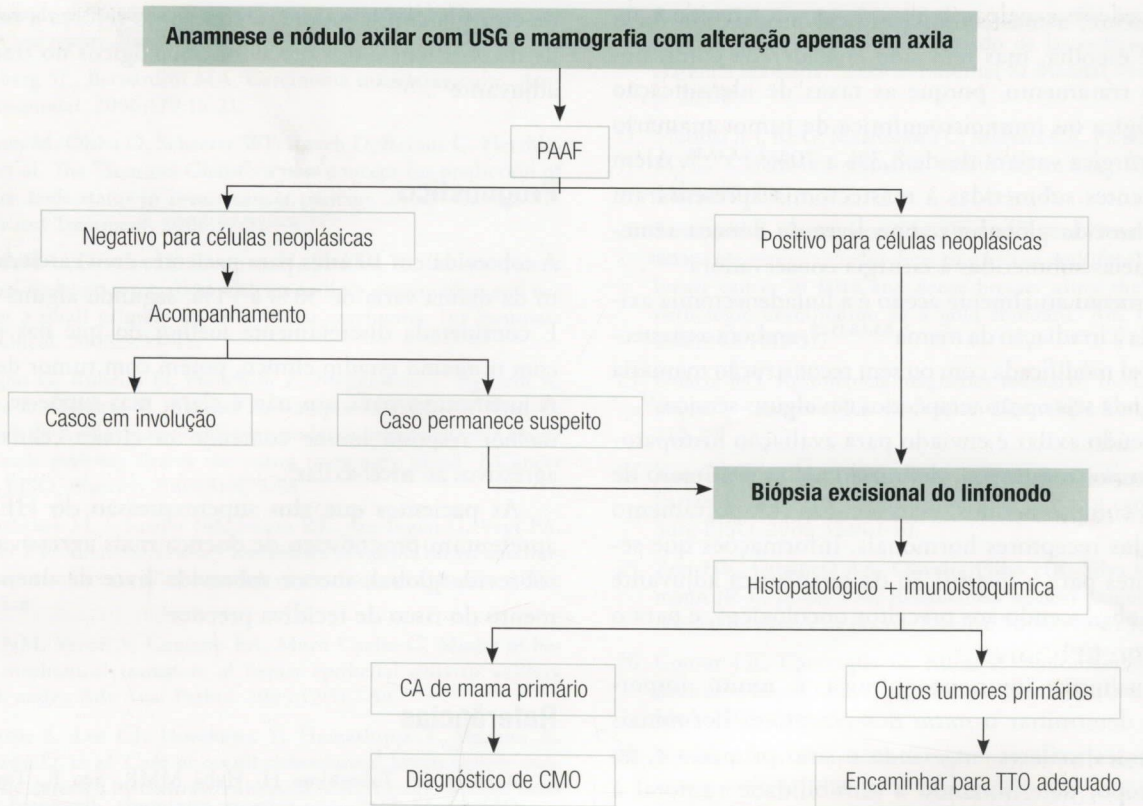 Anamnese e nódulo axilar com USG e mamografia com alteração apenas em axila
PAAF
Negativo para células neoplásicas
Positivo para células neoplásicas
Acompanhamento
Casos em involução
Caso permanece suspeito
Biópsia excisional do linfonodo
Histopatológico + imunoistoquímica
CA de mama primário
Outros tumores primários
Diagnóstico de CMO
Encaminhar para TTO adequado